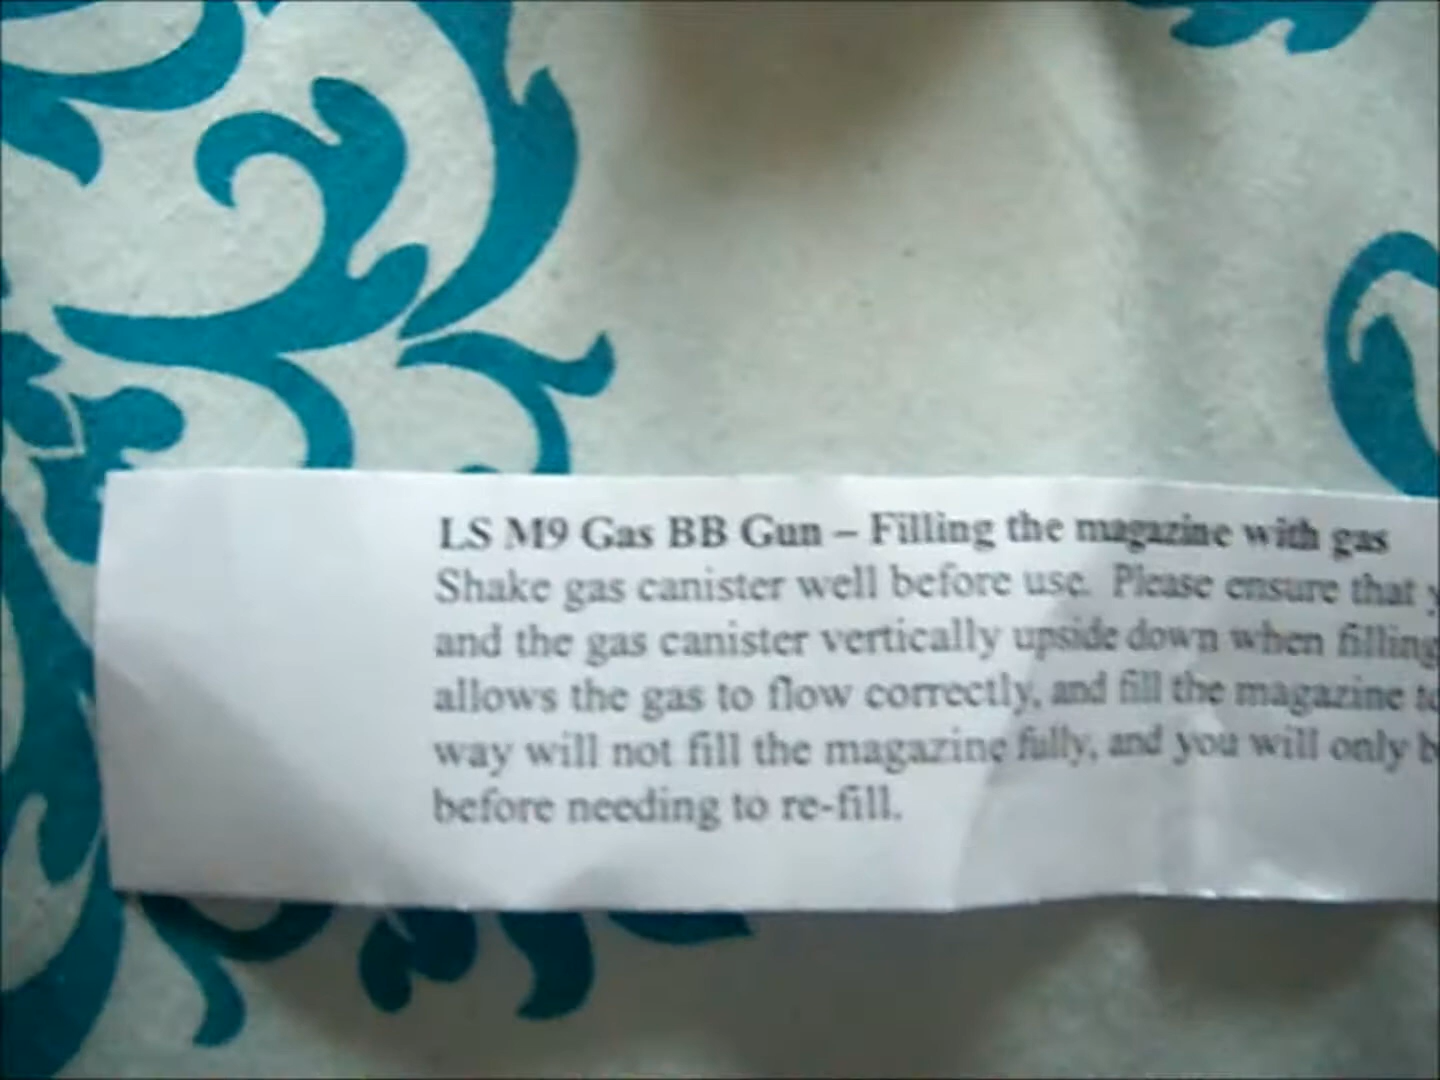 LS M9 Gas BB Gun – Filling the magazine with gas
Shake gas canister well before use. Please ensure that
and the gas canister vertically upside down when filling
allows the gas to flow correctly, and fill the magazine
way will not fill the magazine fully, and you will only
before needing to re-fill.